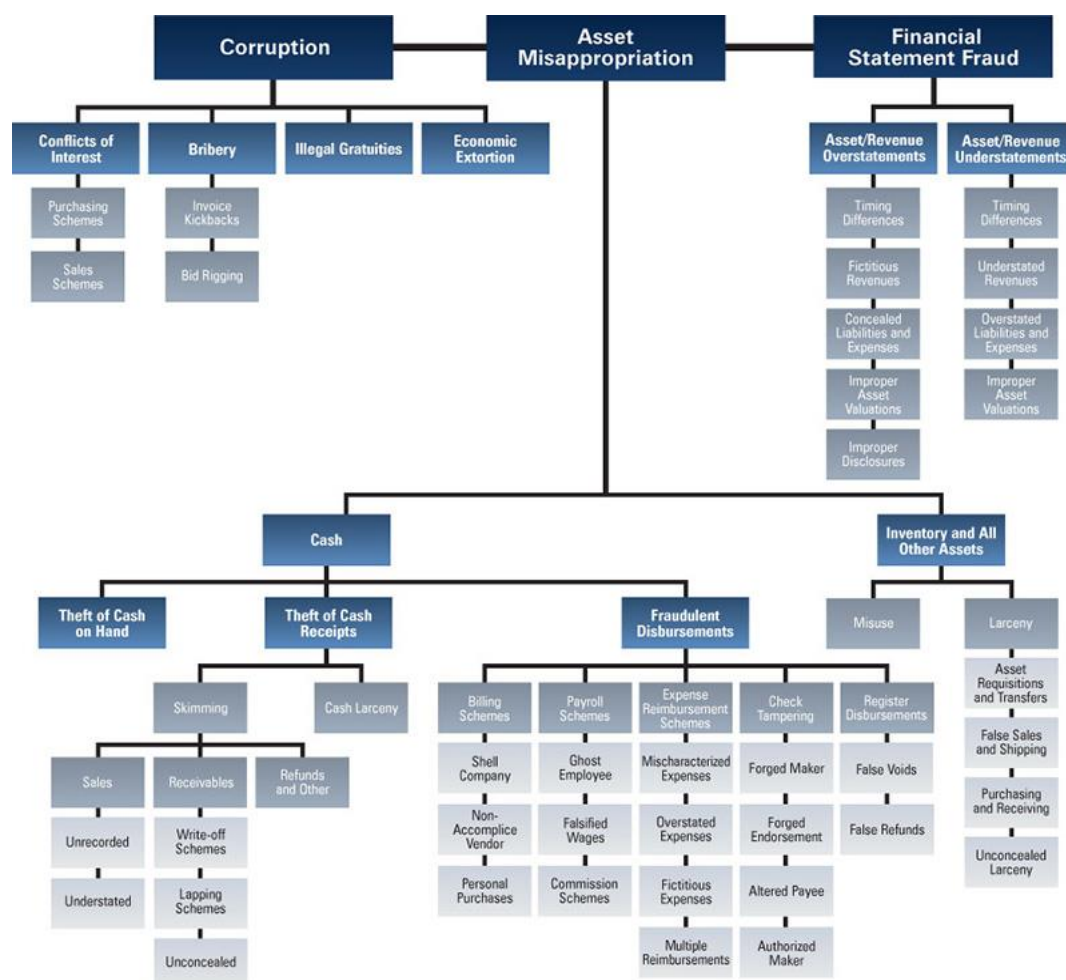 Corruption
Asset
Misappropriation
Financial
Statement Fraud
Conflicts of
Interest
Bribery
Illegal Gratuities
Economic
Extortion
Asset/Revenue
Overstatements
Asset/Revenue
Understatements
Purchasing
Schemes
Invoice
Kickbacks
Timing
Differences
Timing
Differences
Sales
Schemes
Bid Rigging
Fictitious
Revenues
Understated
Revenues
Concealed
Liabilities and
Expenses
Overstated
Liabilities and
Expenses
Improper
Asset
Valuations
Improper
Asset
Valuations
Improper
Disclosures
Cash
Inventory and All
Other Assets
Theft of Cash
on Hand
Theft of Cash
Receipts
Fraudulent
Disbursements
Misuse
Larceny
Skimming
Cash Larceny
Billing
Schemes
Payroll
Schemes
Expense
Reimbursement
Schemes
Check
Tampering
Register
Disbursements
Asset
Requisitions
and Transfers
Sales
Receivables
Refunds
and Other
Shell
Company
Ghost
Employee
Mischaracterized
Expenses
Forged Maker
False Voids
False Sales
and Shipping
Unrecorded
Write-off
Schemes
Non-
Accomplice
Vendor
Falsified
Wages
Overstated
Expenses
Forged
Endorsement
False Refunds
Purchasing
and Receiving
Understated
Lapping
Schemes
Personal
Purchases
Commission
Schemes
Fictitious
Expenses
Altered Payee
Unconcealed
Larceny
Unconcealed
Multiple
Reimbursements
Authorized
Maker